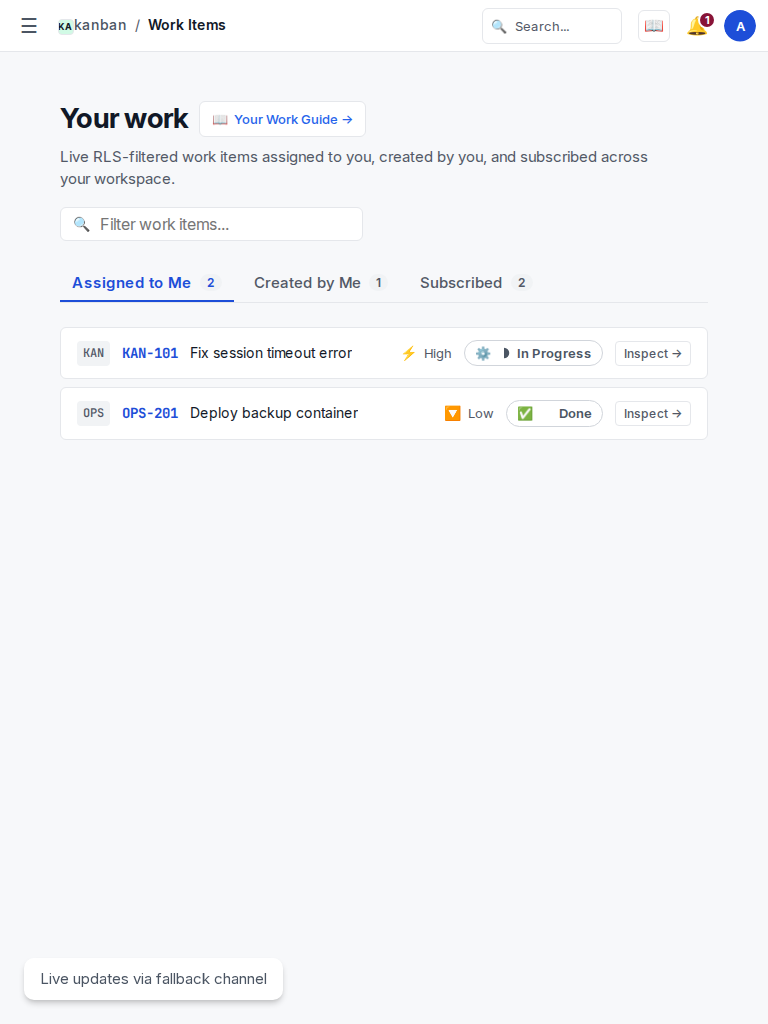 ☰ KA kanban / Work Items Search... 1 A
Your work Your Work Guide →
Live RLS-filtered work items assigned to you, created by you, and subscribed across
your workspace.
Filter work items...
Assigned to Me 2 Created by Me 1 Subscribed 2
KAN KAN-101 Fix session timeout error High In Progress Inspect →
OPS OPS-201 Deploy backup container Low Done Inspect →
Live updates via fallback channel